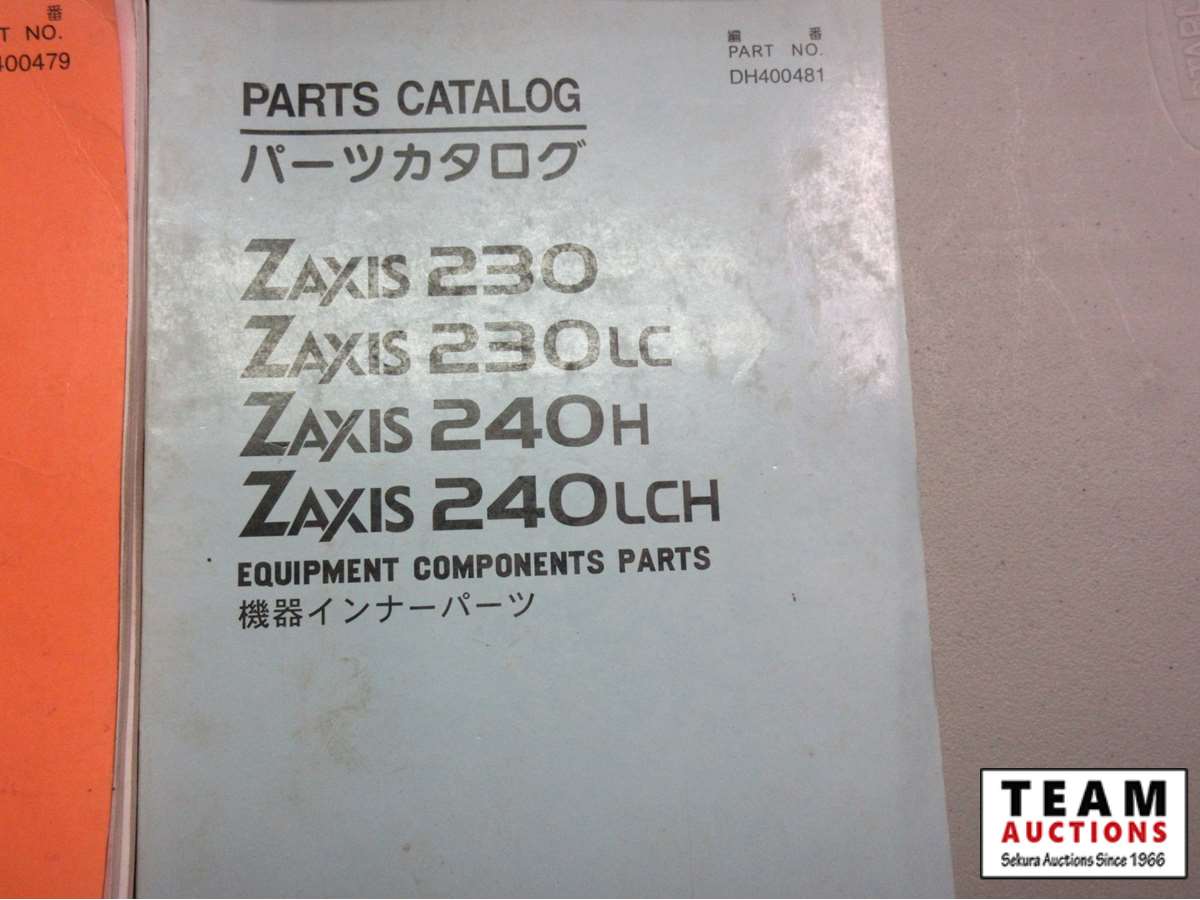 番
T NO.
400479
編 番
PART NO.
DH400481
PARTS CATALOG
パーツカタログ
ZAXIS 230
ZAXIS 230LC
ZAXIS 240H
ZAXIS 240LCH
EQUIPMENT COMPONENTS PARTS
機器インナーパーツ
TEAM
AUCTIONS
Sekura Auctions Since 1966